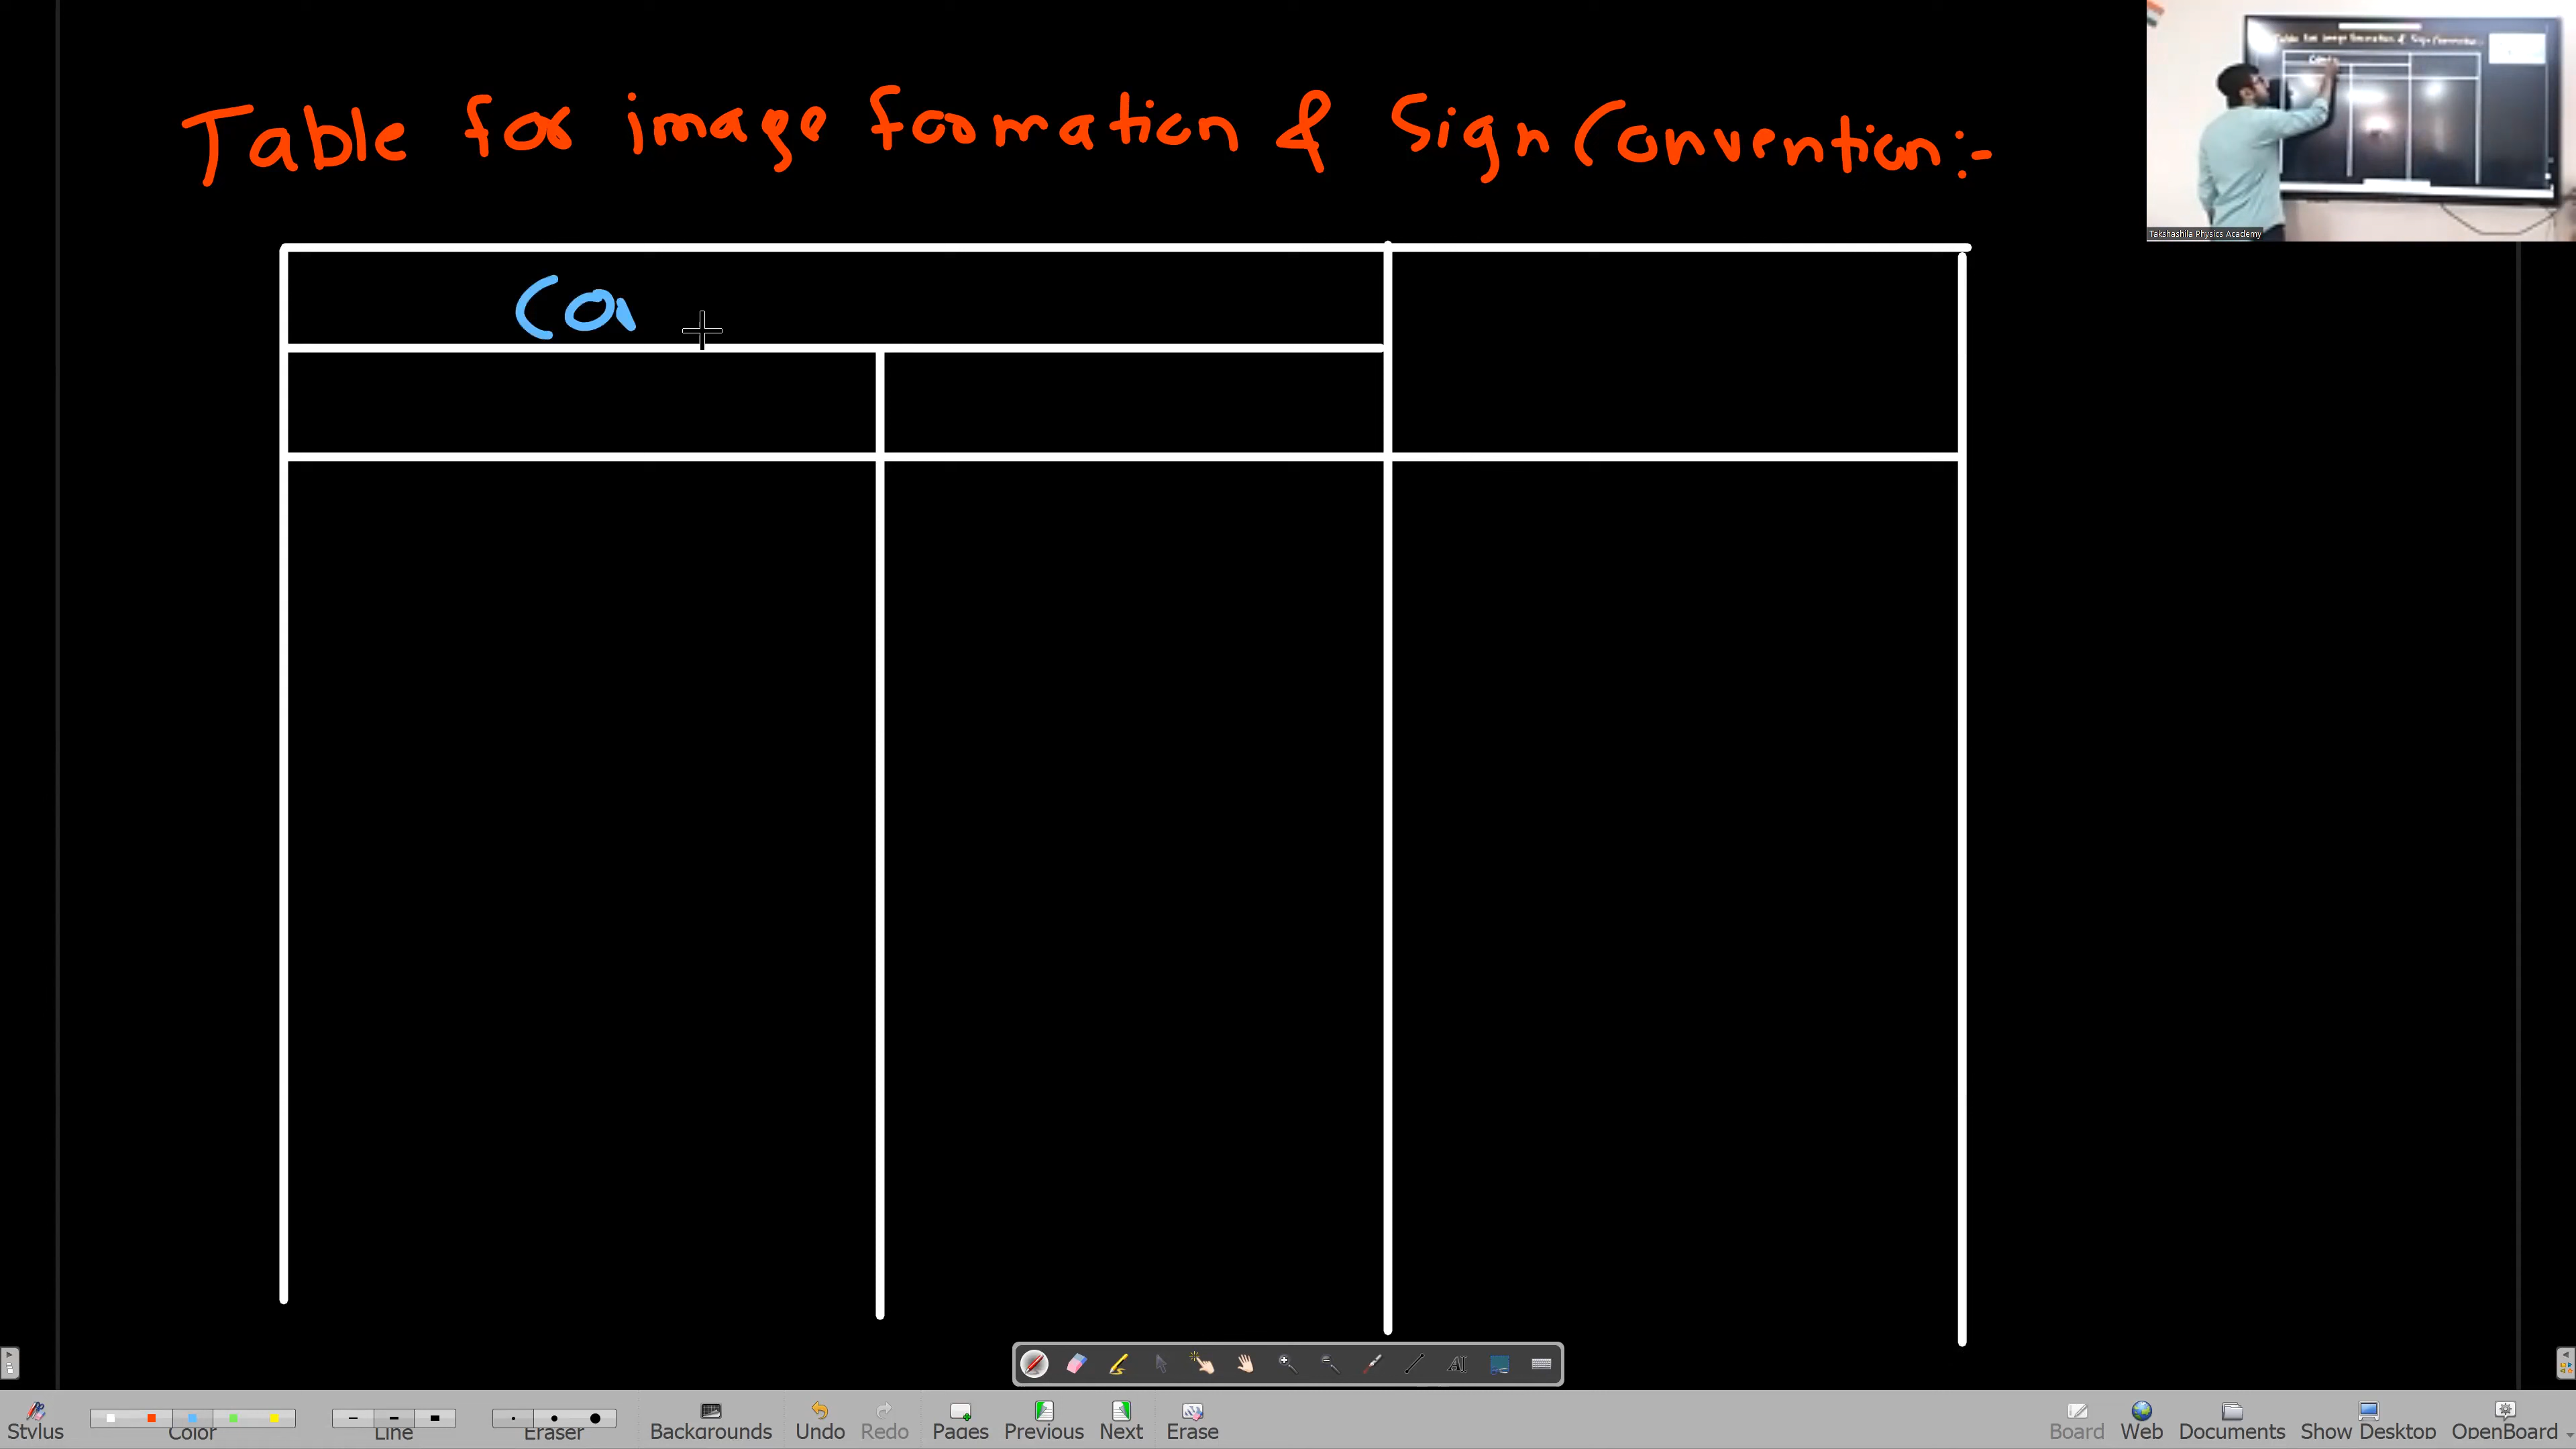 Table for image formation & Sign Convention:-
Con
Takshashila Physics Academy
Stylus Color Line Eraser Backgrounds Undo Redo Pages Previous Next Erase Board Web Documents Show Desktop OpenBoard